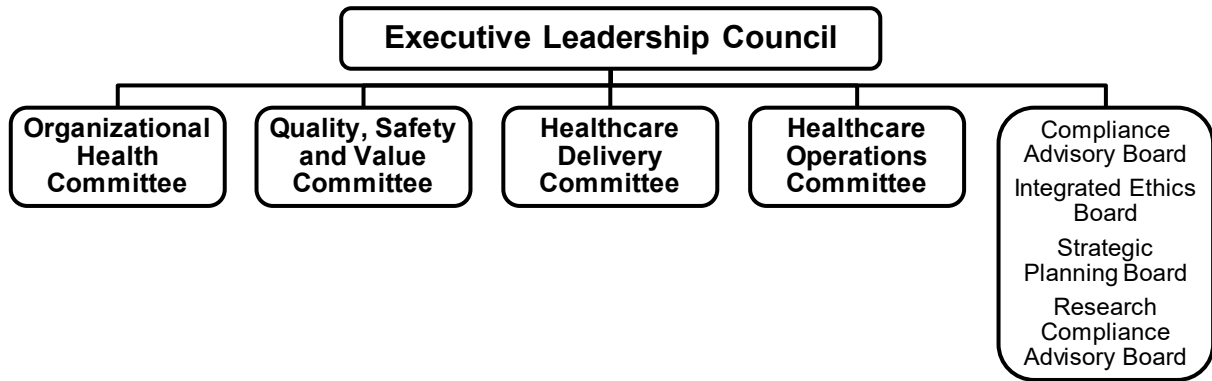 Executive Leadership Council
Organizational
Health
Committee
Quality, Safety
and Value
Committee
Healthcare
Delivery
Committee
Healthcare
Operations
Committee
Compliance
Advisory Board
Integrated Ethics
Board
Strategic
Planning Board
Research
Compliance
Advisory Board